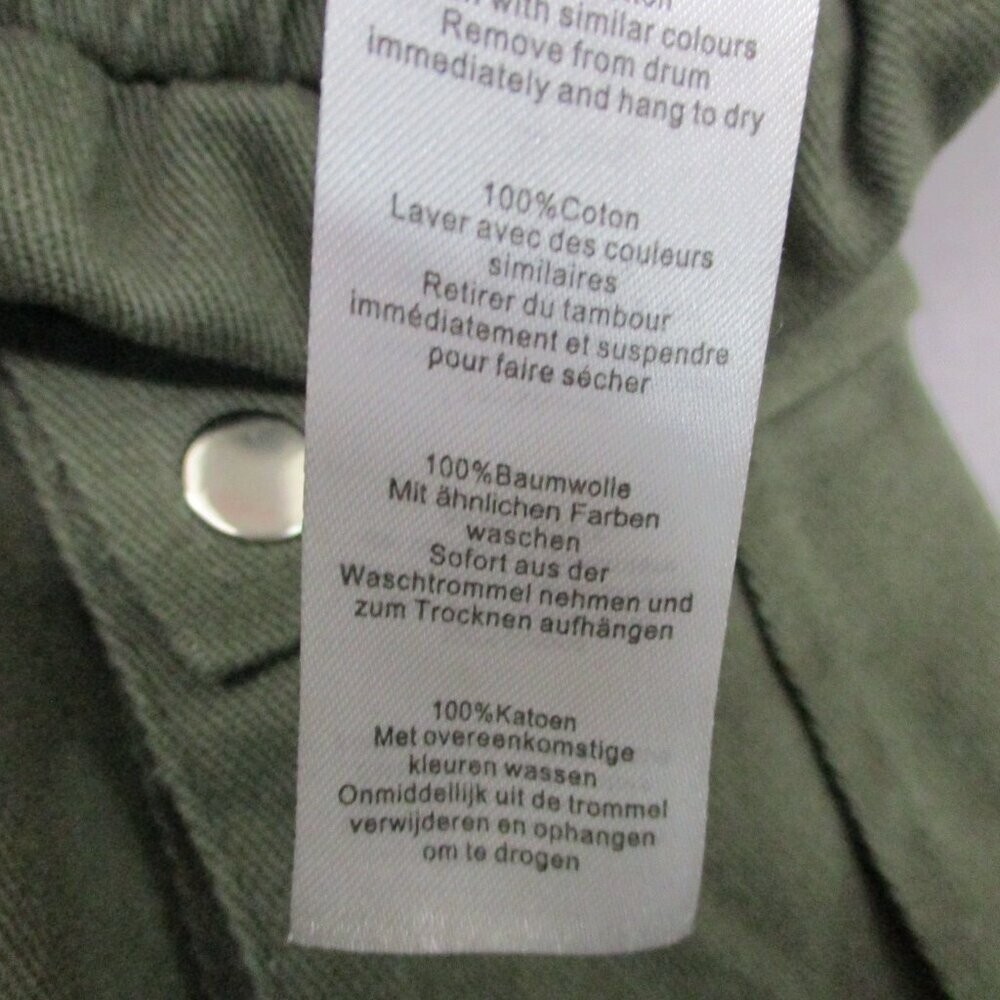 with similar colours
Remove from drum
immediately and hang to dry
100%Coton
Laver avec des couleurs
similaires
Retirer du tambour
immédiatement et suspendre
pour faire sécher
100%Baumwolle
Mit ähnlichen Farben
waschen
Sofort aus der
Waschtrommel nehmen und
zum Trocknen aufhängen
100%Katoen
Met overeenkomstige
kleuren wassen
Onmiddellijk uit de trommel
verwijderen en ophangen
om te drogen